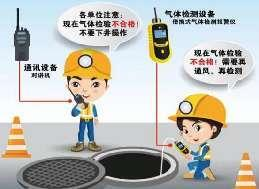 各单位注意：
现在气体检验不合格！
不要下井操作
通讯设备
对讲机
气体检测设备
便携式气体检测报警仪
现在气体检验
不合格！需要再
通风、再检测